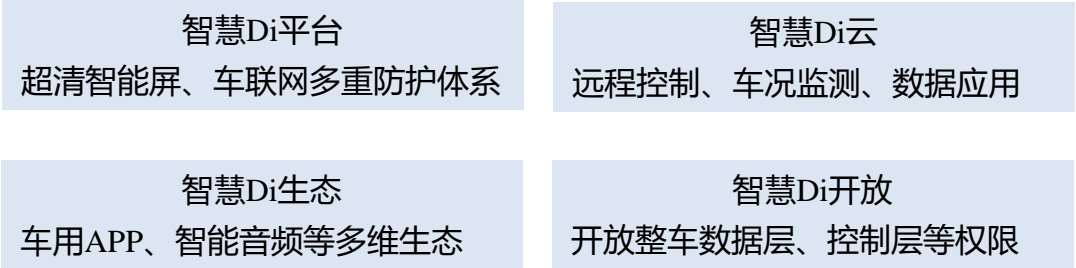 智慧Di平台
超清智能屏、车联网多重防护体系
智慧Di云
远程控制、车况监测、数据应用
智慧Di生态
车用APP、智能音频等多维生态
智慧Di开放
开放整车数据层、控制层等权限